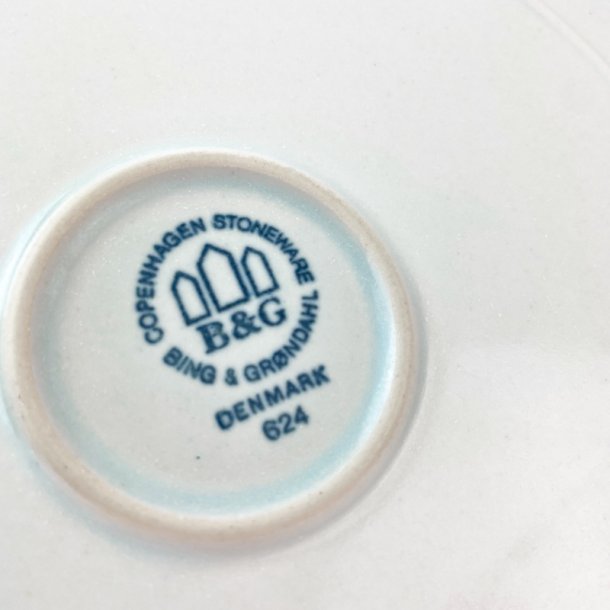 COPENHAGEN STONEWARE
B&G
BING & GRØNDAHL
DENMARK
624